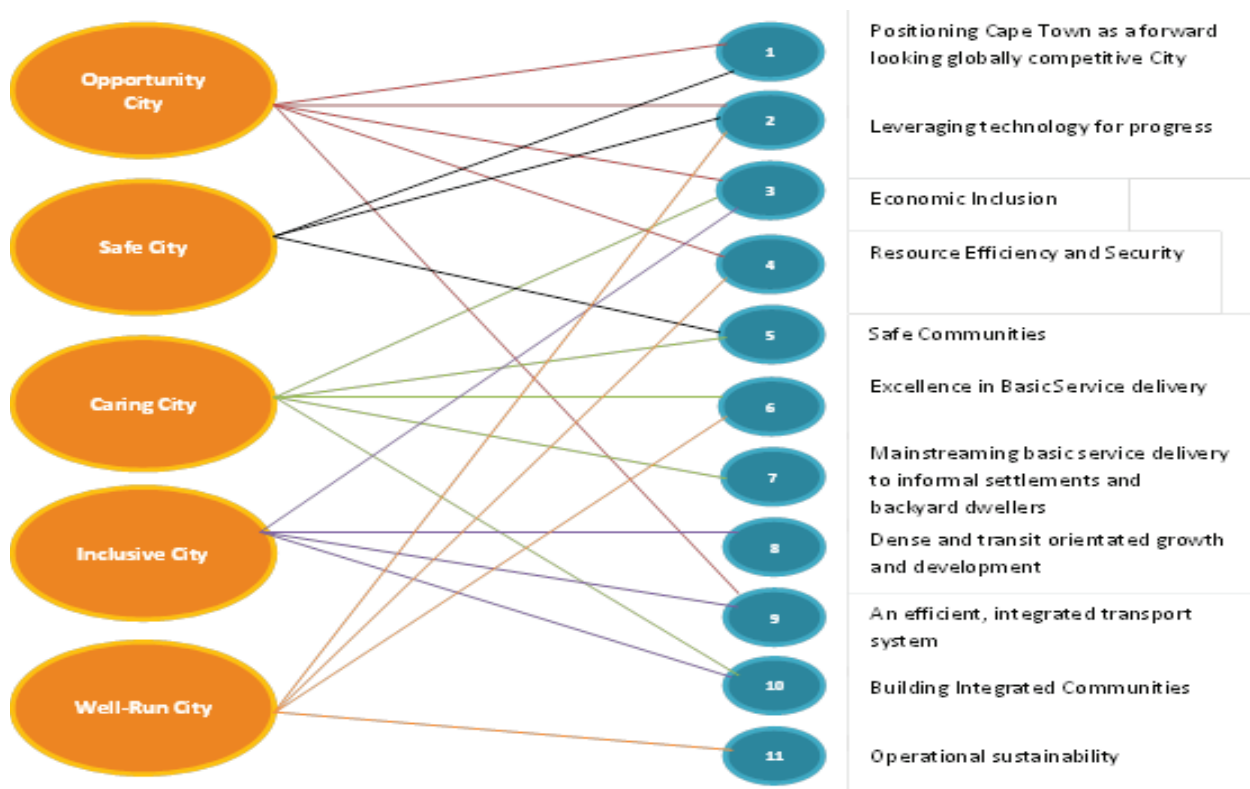 Opportunity
City
Safe City
Caring City
Inclusive City
Well-Run City
1
2
3
4
5
6
7
8
9
10
11
Positioning Cape Town as a forward
looking globally competitive City
Leveraging technology for progress
Economic Inclusion
Resource Efficiency and Security
Safe Communities
Excellence in Basic Service delivery
Mainstreaming basic service delivery
to informal settlements and
backyard dwellers
Dense and transit orientated growth
and development
An efficient, integrated transport
system
Building Integrated Communities
Operational sustainability